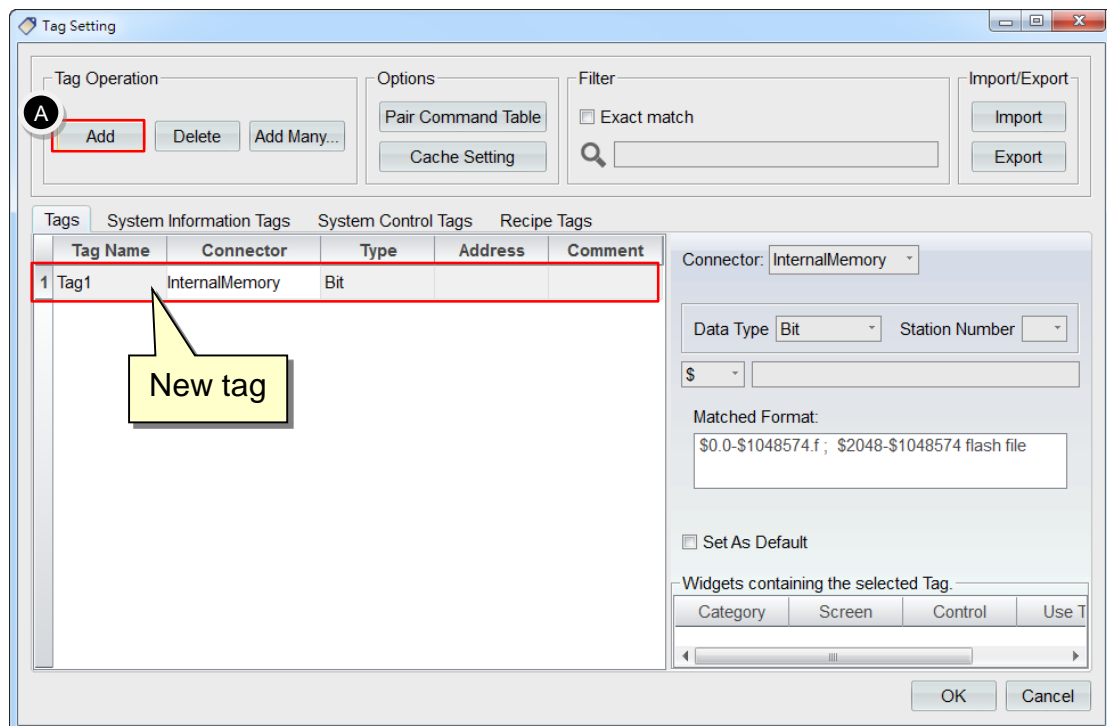 Tag Setting
Tag Operation
Options
Filter
Import/Export
A
Add
Delete
Add Many...
Pair Command Table
Cache Setting
Exact match
Import
Export
Tags
System Information Tags
System Control Tags
Recipe Tags
Tag Name Connector Type Address Comment
1 Tag1 InternalMemory Bit
New tag
Connector: InternalMemory
Data Type Bit Station Number
$
Matched Format:
$0.0-$1048574.f ; $2048-$1048574 flash file
Set As Default
Widgets containing the selected Tag.
Category Screen Control Use T
OK
Cancel